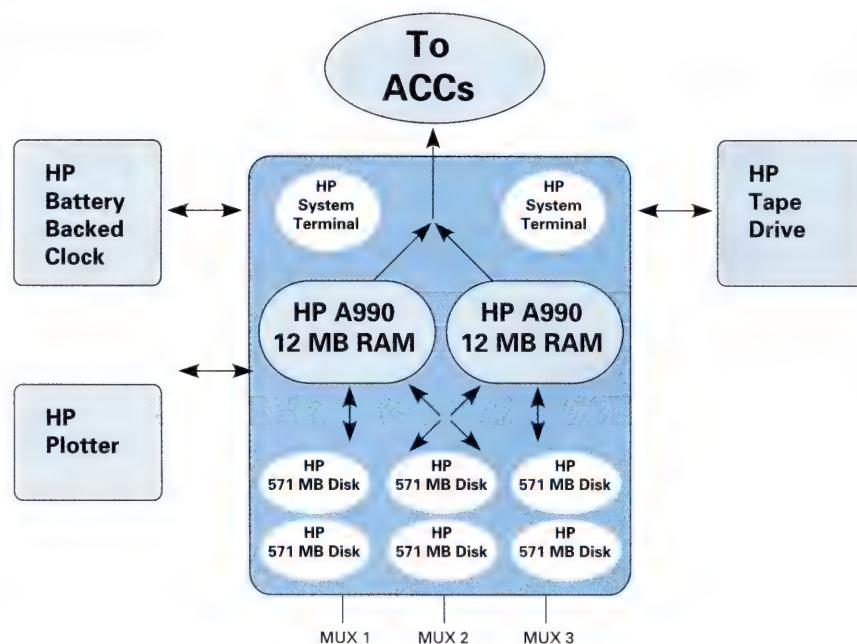 To
ACCs
HP
Battery
Backed
Clock
HP
System
Terminal
HP
System
Terminal
HP
Tape
Drive
HP A990
12 MB RAM
HP A990
12 MB RAM
HP
Plotter
HP
571 MB Disk
HP
571 MB Disk
HP
571 MB Disk
HP
571 MB Disk
HP
571 MB Disk
HP
571 MB Disk
MUX 1
MUX 2
MUX 3